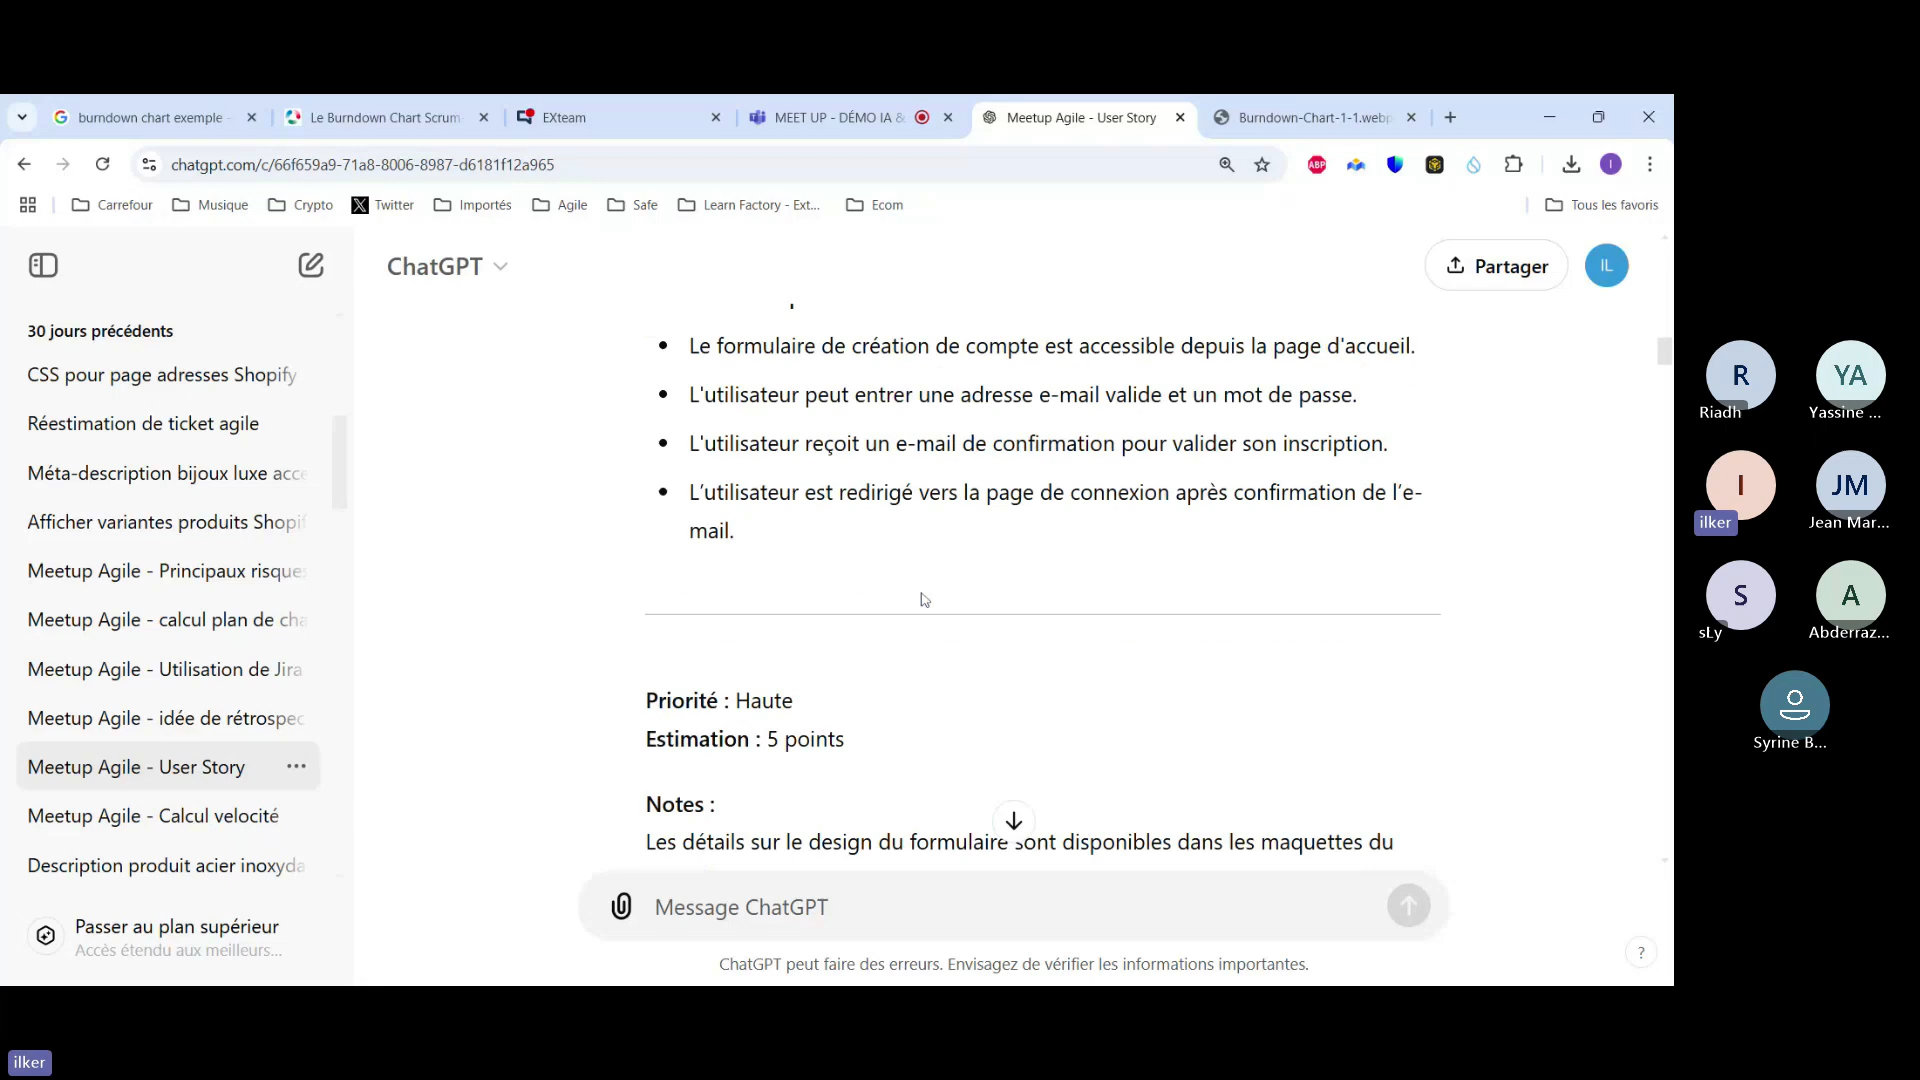 burndown chart exemple -
Le Burndown Chart Scrum
EXteam
MEET UP - DÉMO IA &
Meetup Agile - User Story
Burndown-Chart-1-1.webp
chatgpt.com/c/66f659a9-71a8-8006-8987-d6181f12a965
ABP
I
Carrefour
Musique
Crypto
Twitter
Importés
Agile
Safe
Learn Factory - Ext...
Ecom
Tous les favoris
ChatGPT
Partager
IL
30 jours précédents
CSS pour page adresses Shopify
Réestimation de ticket agile
Méta-description bijoux luxe acce
Afficher variantes produits Shopif
Meetup Agile - Principaux risques
Meetup Agile - calcul plan de cha
Meetup Agile - Utilisation de Jira
Meetup Agile - idée de rétrospec
Meetup Agile - User Story
Meetup Agile - Calcul velocité
Description produit acier inoxyda
Passer au plan supérieur
Accès étendu aux meilleurs...
Le formulaire de création de compte est accessible depuis la page d'accueil.
L'utilisateur peut entrer une adresse e-mail valide et un mot de passe.
L'utilisateur reçoit un e-mail de confirmation pour valider son inscription.
L’utilisateur est redirigé vers la page de connexion après confirmation de l’e-
mail.
Priorité : Haute
Estimation : 5 points
Notes :
Les détails sur le design du formulaire sont disponibles dans les maquettes du
Message ChatGPT
ChatGPT peut faire des erreurs. Envisagez de vérifier les informations importantes.
?
R
Riadh
YA
Yassine ...
I
ilker
JM
Jean Mar...
S
sLy
A
Abderraz...
Syrine B...
ilker